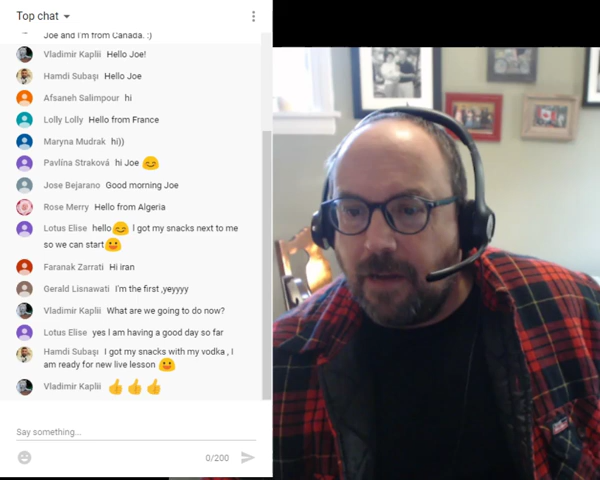 Top chat
Joe and I'm from Canada. :)
Vladimir Kaplii Hello Joe!
Hamdi Subaşı Hello Joe
Afsaneh Salimpour hi
Lolly Lolly Hello from France
Maryna Mudrak hi))
Pavlína Straková hi Joe 😊
Jose Bejarano Good morning Joe
Rose Merry Hello from Algeria
Lotus Elise hello😊 I got my snacks next to me
so we can start😛
Faranak Zarrati Hi iran
Gerald Lisnawati I'm the first ,yeyyyy
Vladimir Kaplii What are we going to do now?
Lotus Elise yes I am having a good day so far
Hamdi Subaşı I got my snacks with my vodka , I
am ready for new live lesson 😛
Vladimir Kaplii 👍 👍 👍
Say something...
0/200